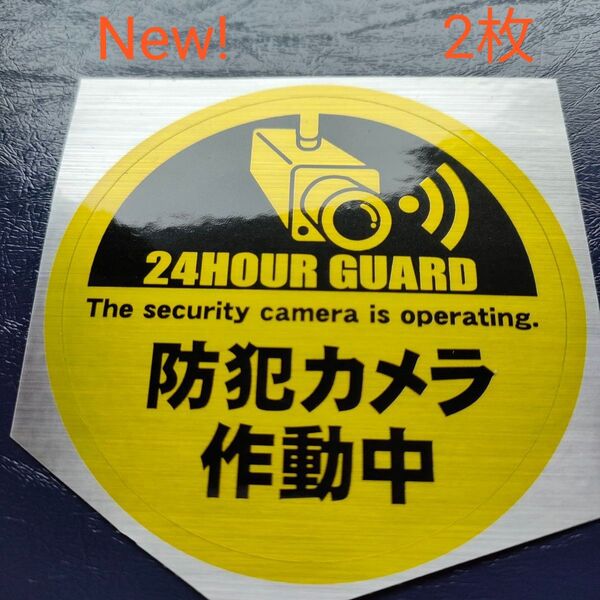 New! 2枚
24HOUR GUARD
The security camera is operating.
防犯カメラ
作動中